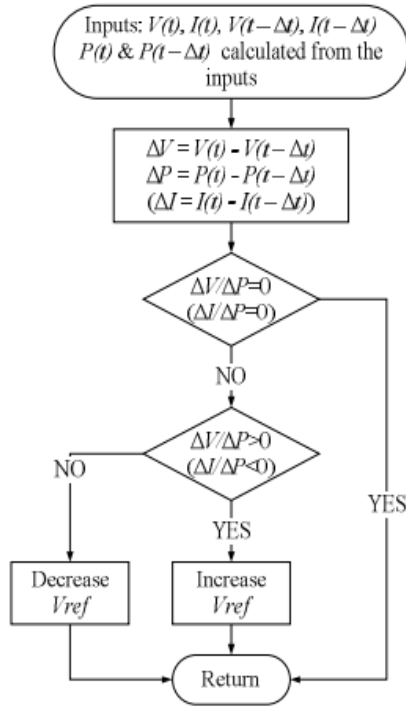 Inputs: V(t), I(t), V(t−Δt), I(t−Δt)
P(t) & P(t−Δt) calculated from the
inputs
ΔV = V(t) - V(t− Δt)
ΔP = P(t) - P(t−Δt)
(ΔI = I(t) - I(t−Δt))
ΔV/ΔP=0
(ΔI/ΔP=0)
NO
ΔV/ΔP>0
(ΔI/ΔP<0)
NO
YES
YES
Decrease
Vref
Increase
Vref
Return